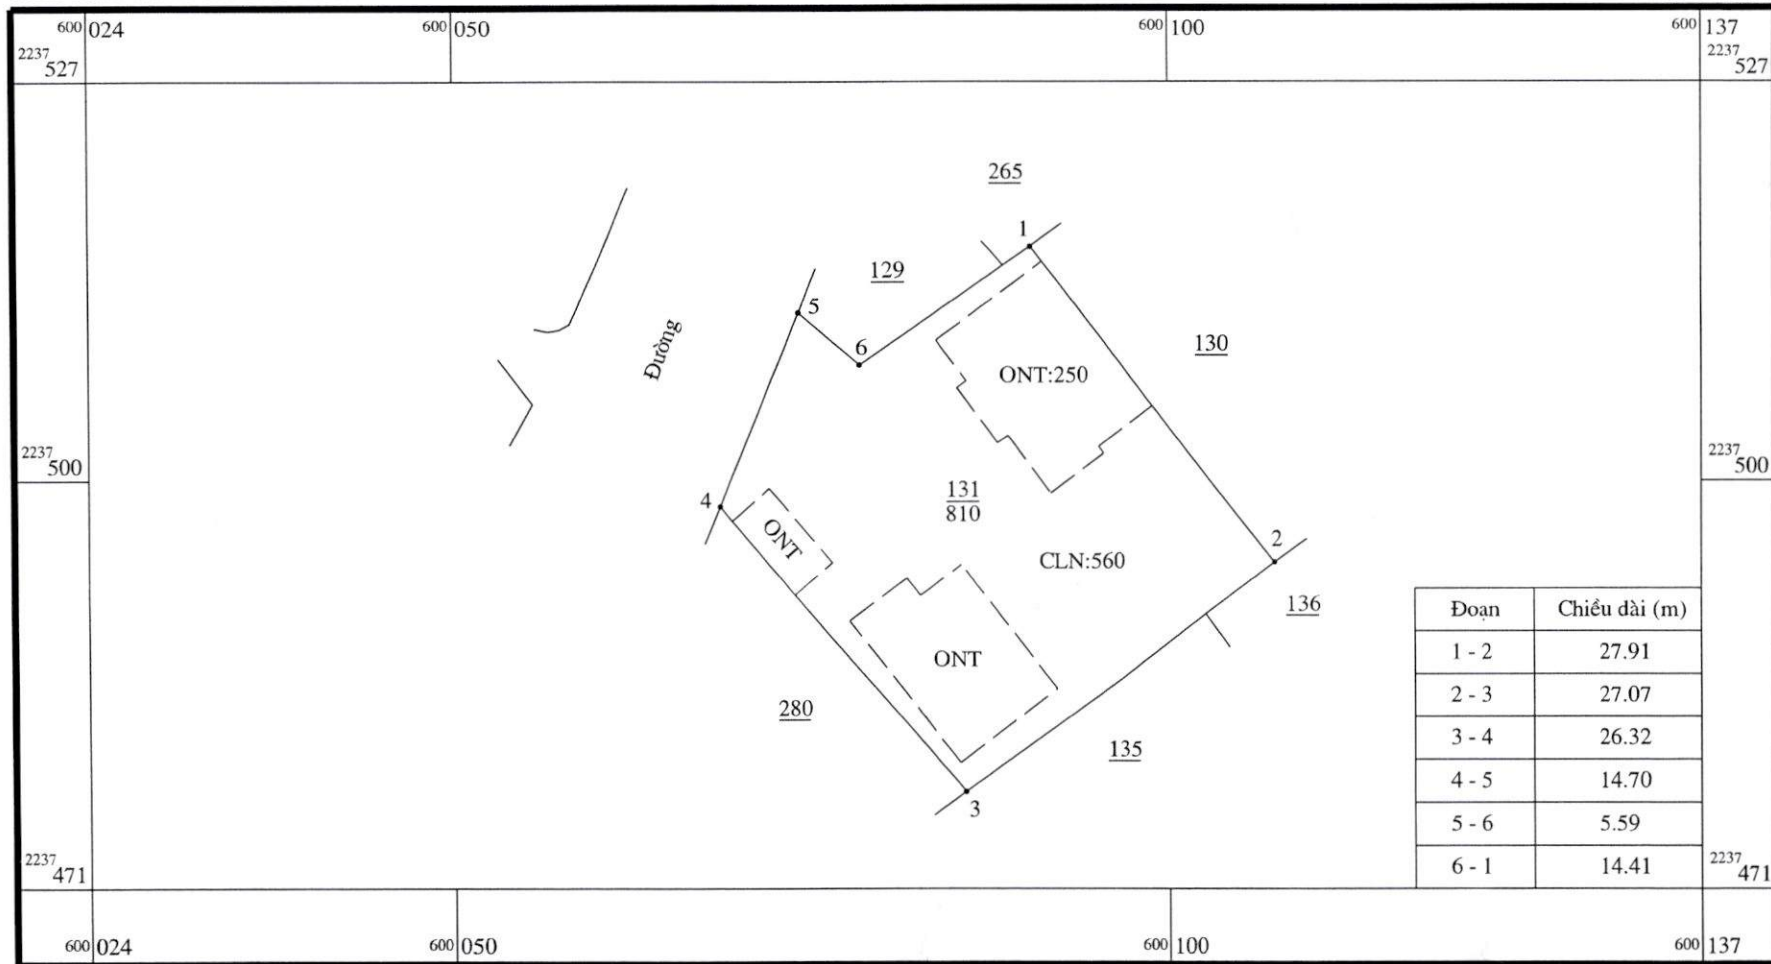 600 024 600 050 600 100 600 137
2237 527 2237 527
265
1
129
5
130
6
Đường
ONT:250
2237 500 2237 500
131
810
4
ONT
2
CLN:560
136
Đoạn Chiều dài (m)
1 - 2 27.91
ONT
2 - 3 27.07
280
3 - 4 26.32
135
4 - 5 14.70
3
5 - 6 5.59
6 - 1 14.41
2237 471 2237 471
600 024 600 050 600 100 600 137